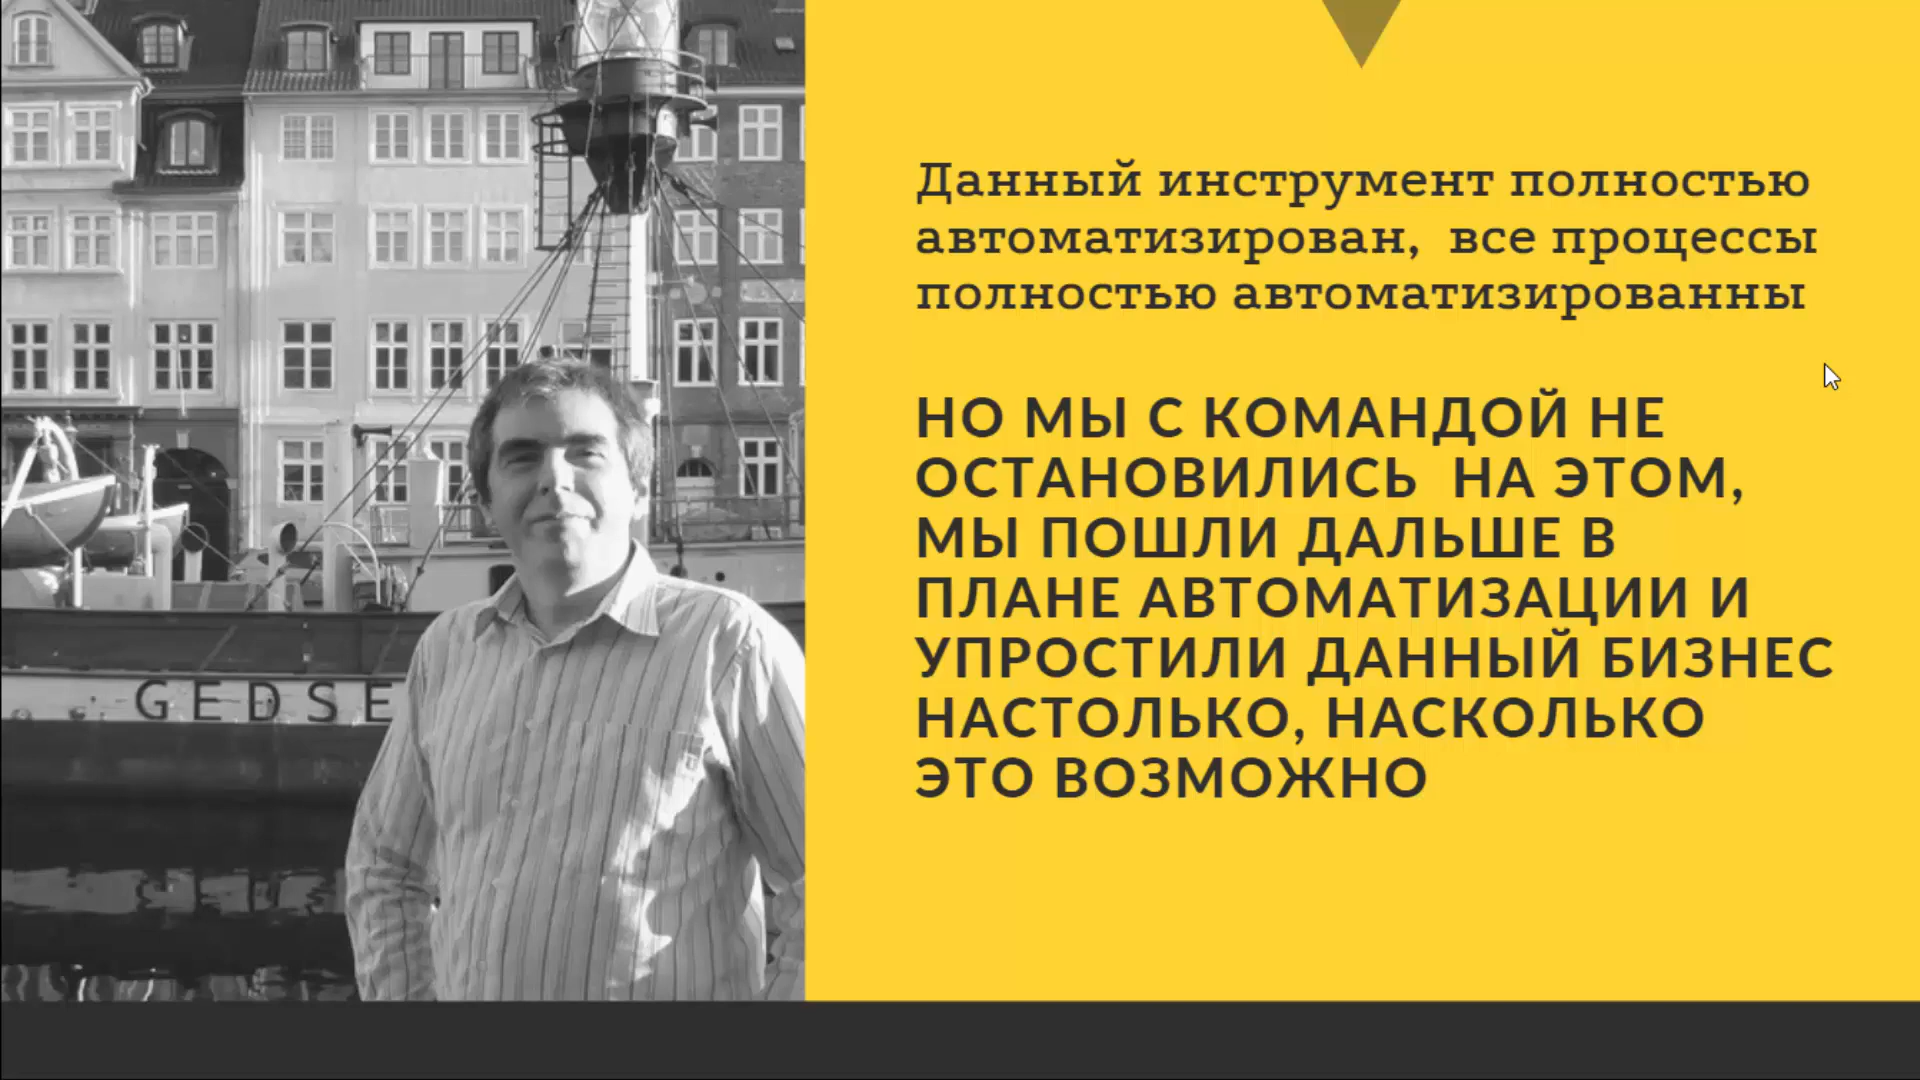 Данный инструмент полностью
автоматизирован,  все процессы
полностью автоматизированны
НО МЫ С КОМАНДОЙ НЕ
ОСТАНОВИЛИСЬ  НА ЭТОМ,
МЫ ПОШЛИ ДАЛЬШЕ В
ПЛАНЕ АВТОМАТИЗАЦИИ И
УПРОСТИЛИ ДАННЫЙ БИЗНЕС
НАСТОЛЬКО, НАСКОЛЬКО
ЭТО ВОЗМОЖНО
GEDSE